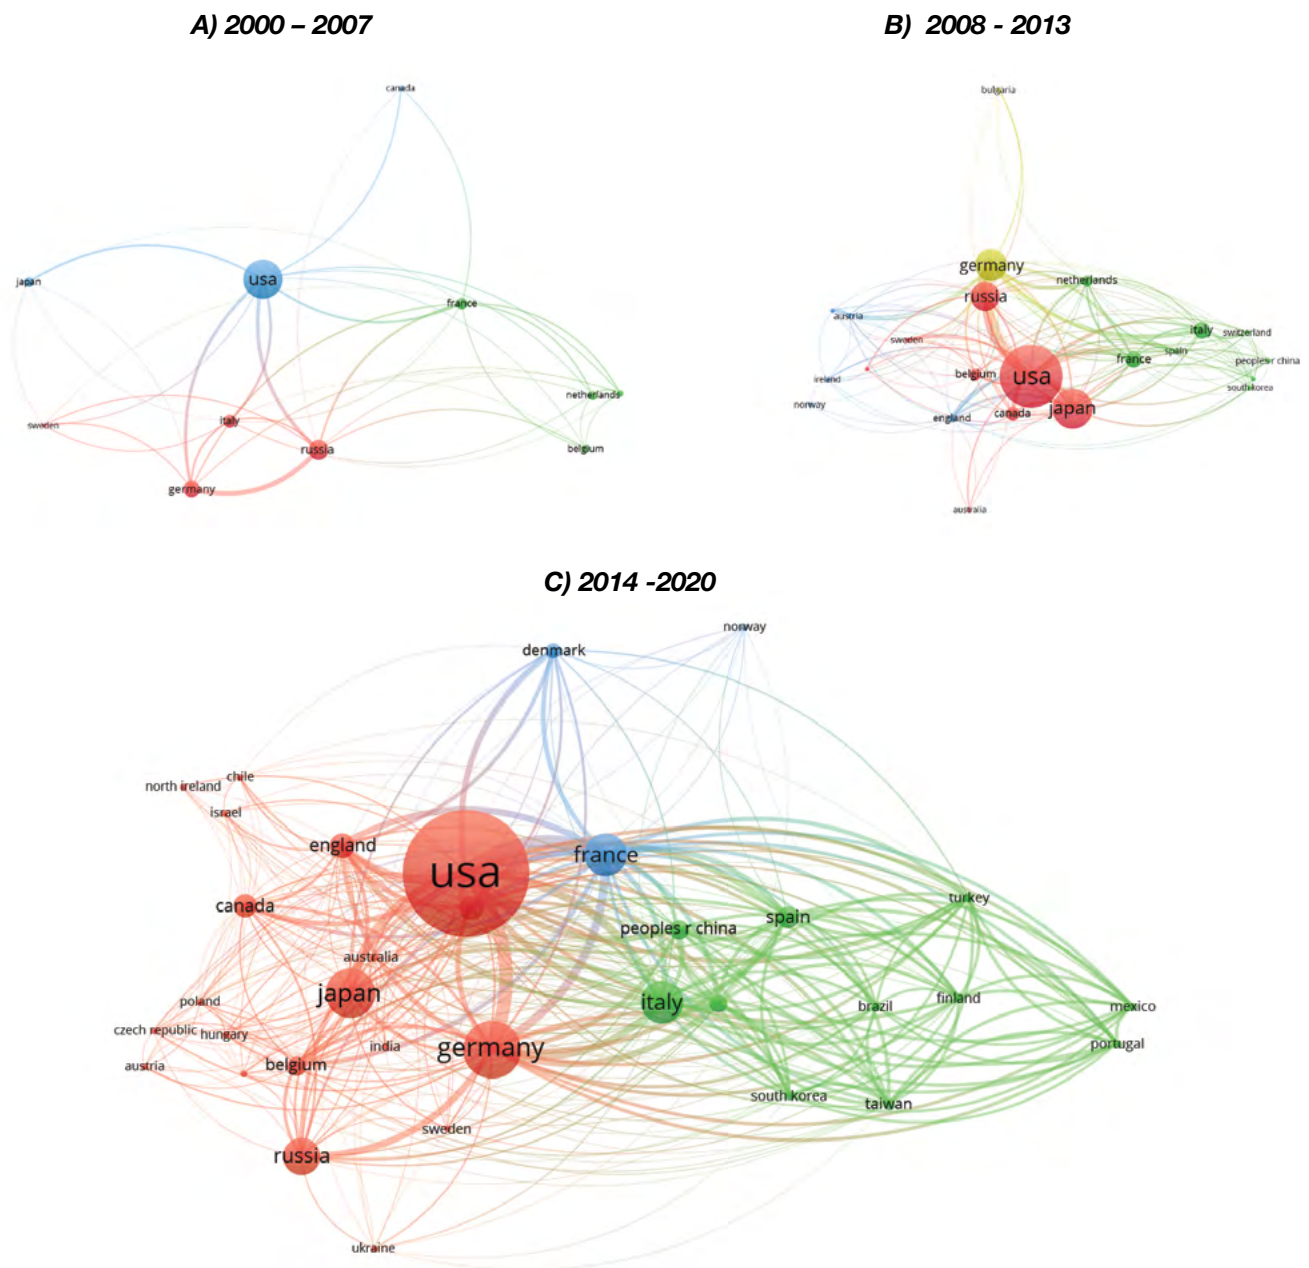 A) 2000 – 2007
B) 2008 - 2013
canada
japan
usa
france
netherlands
sweden
italy
russia
belgium
germany
bulgaria
germany
netherlands
russia
austria
italy
switzerland
sweden
spain
france
peoples r china
belgium
usa
ireland
south korea
norway
england
canada
japan
australia
C) 2014 -2020
norway
denmark
chile
north ireland
israel
england
usa
france
canada
turkey
spain
peoples r china
australia
japan
poland
italy
brazil
finland
mexico
czech republic
hungary
portugal
india
germany
austria
belgium
south korea
taiwan
sweden
russia
ukraine